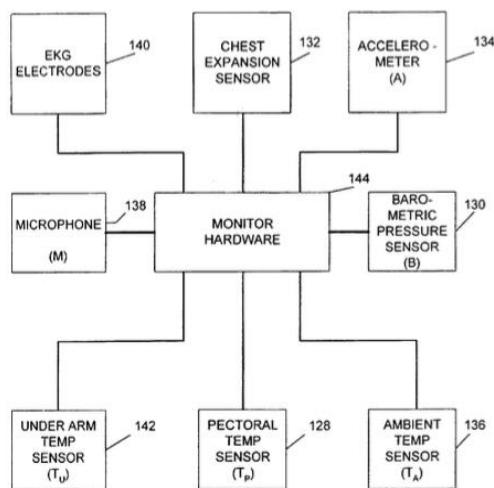 EKG
ELECTRODES
140
CHEST
EXPANSION
SENSOR
132
ACCELERO -
METER
(A)
134
MICROPHONE
(M)
138
MONITOR
HARDWARE
144
BARO-
METRIC
PRESSURE
SENSOR
(B)
130
UNDER ARM
TEMP
SENSOR
(TU)
142
PECTORAL
TEMP
SENSOR
(TP)
128
AMBIENT
TEMP
SENSOR
(TA)
136